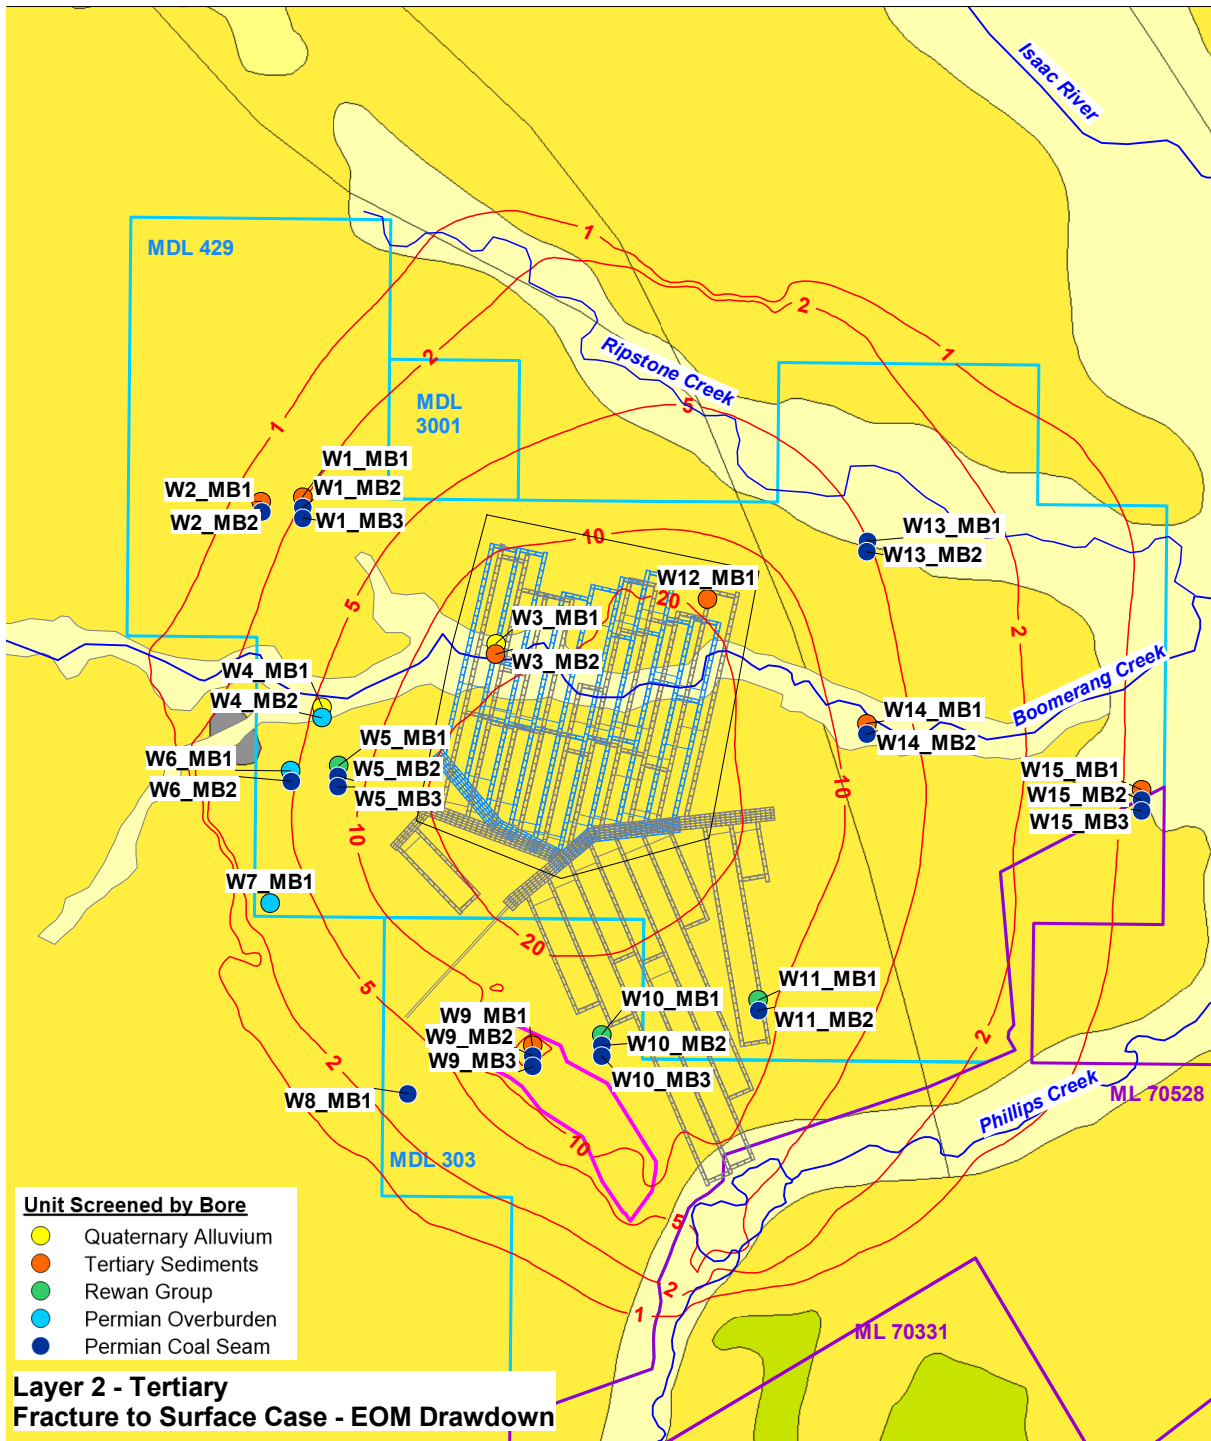 Isaac River
1
MDL 429
2
2
Ripstone Creek
1
MDL
3001
5
1
W1_MB1
W1_MB2
W2_MB1
W2_MB2
W1_MB3
W13_MB1
10
W13_MB2
W12_MB1
20
5
W3_MB1
2
W3_MB2
W4_MB1
Boomerang Creek
W4_MB2
W14_MB1
W5_MB1
W14_MB2
W6_MB1
W5_MB2
W15_MB1
W6_MB2
10
W15_MB2
W5_MB3
W15_MB3
10
W7_MB1
20
W11_MB1
5
W10_MB1
W9_MB1
W11_MB2
W9_MB2
W10_MB2
2
2
W9_MB3
W10_MB3
W8_MB1
ML 70528
Phillips Creek
10
MDL 303
Unit Screened by Bore
5
Quaternary Alluvium
Tertiary Sediments
Rewan Group
2
Permian Overburden
1
ML 70331
Permian Coal Seam
Layer 2 - Tertiary
Fracture to Surface Case - EOM Drawdown